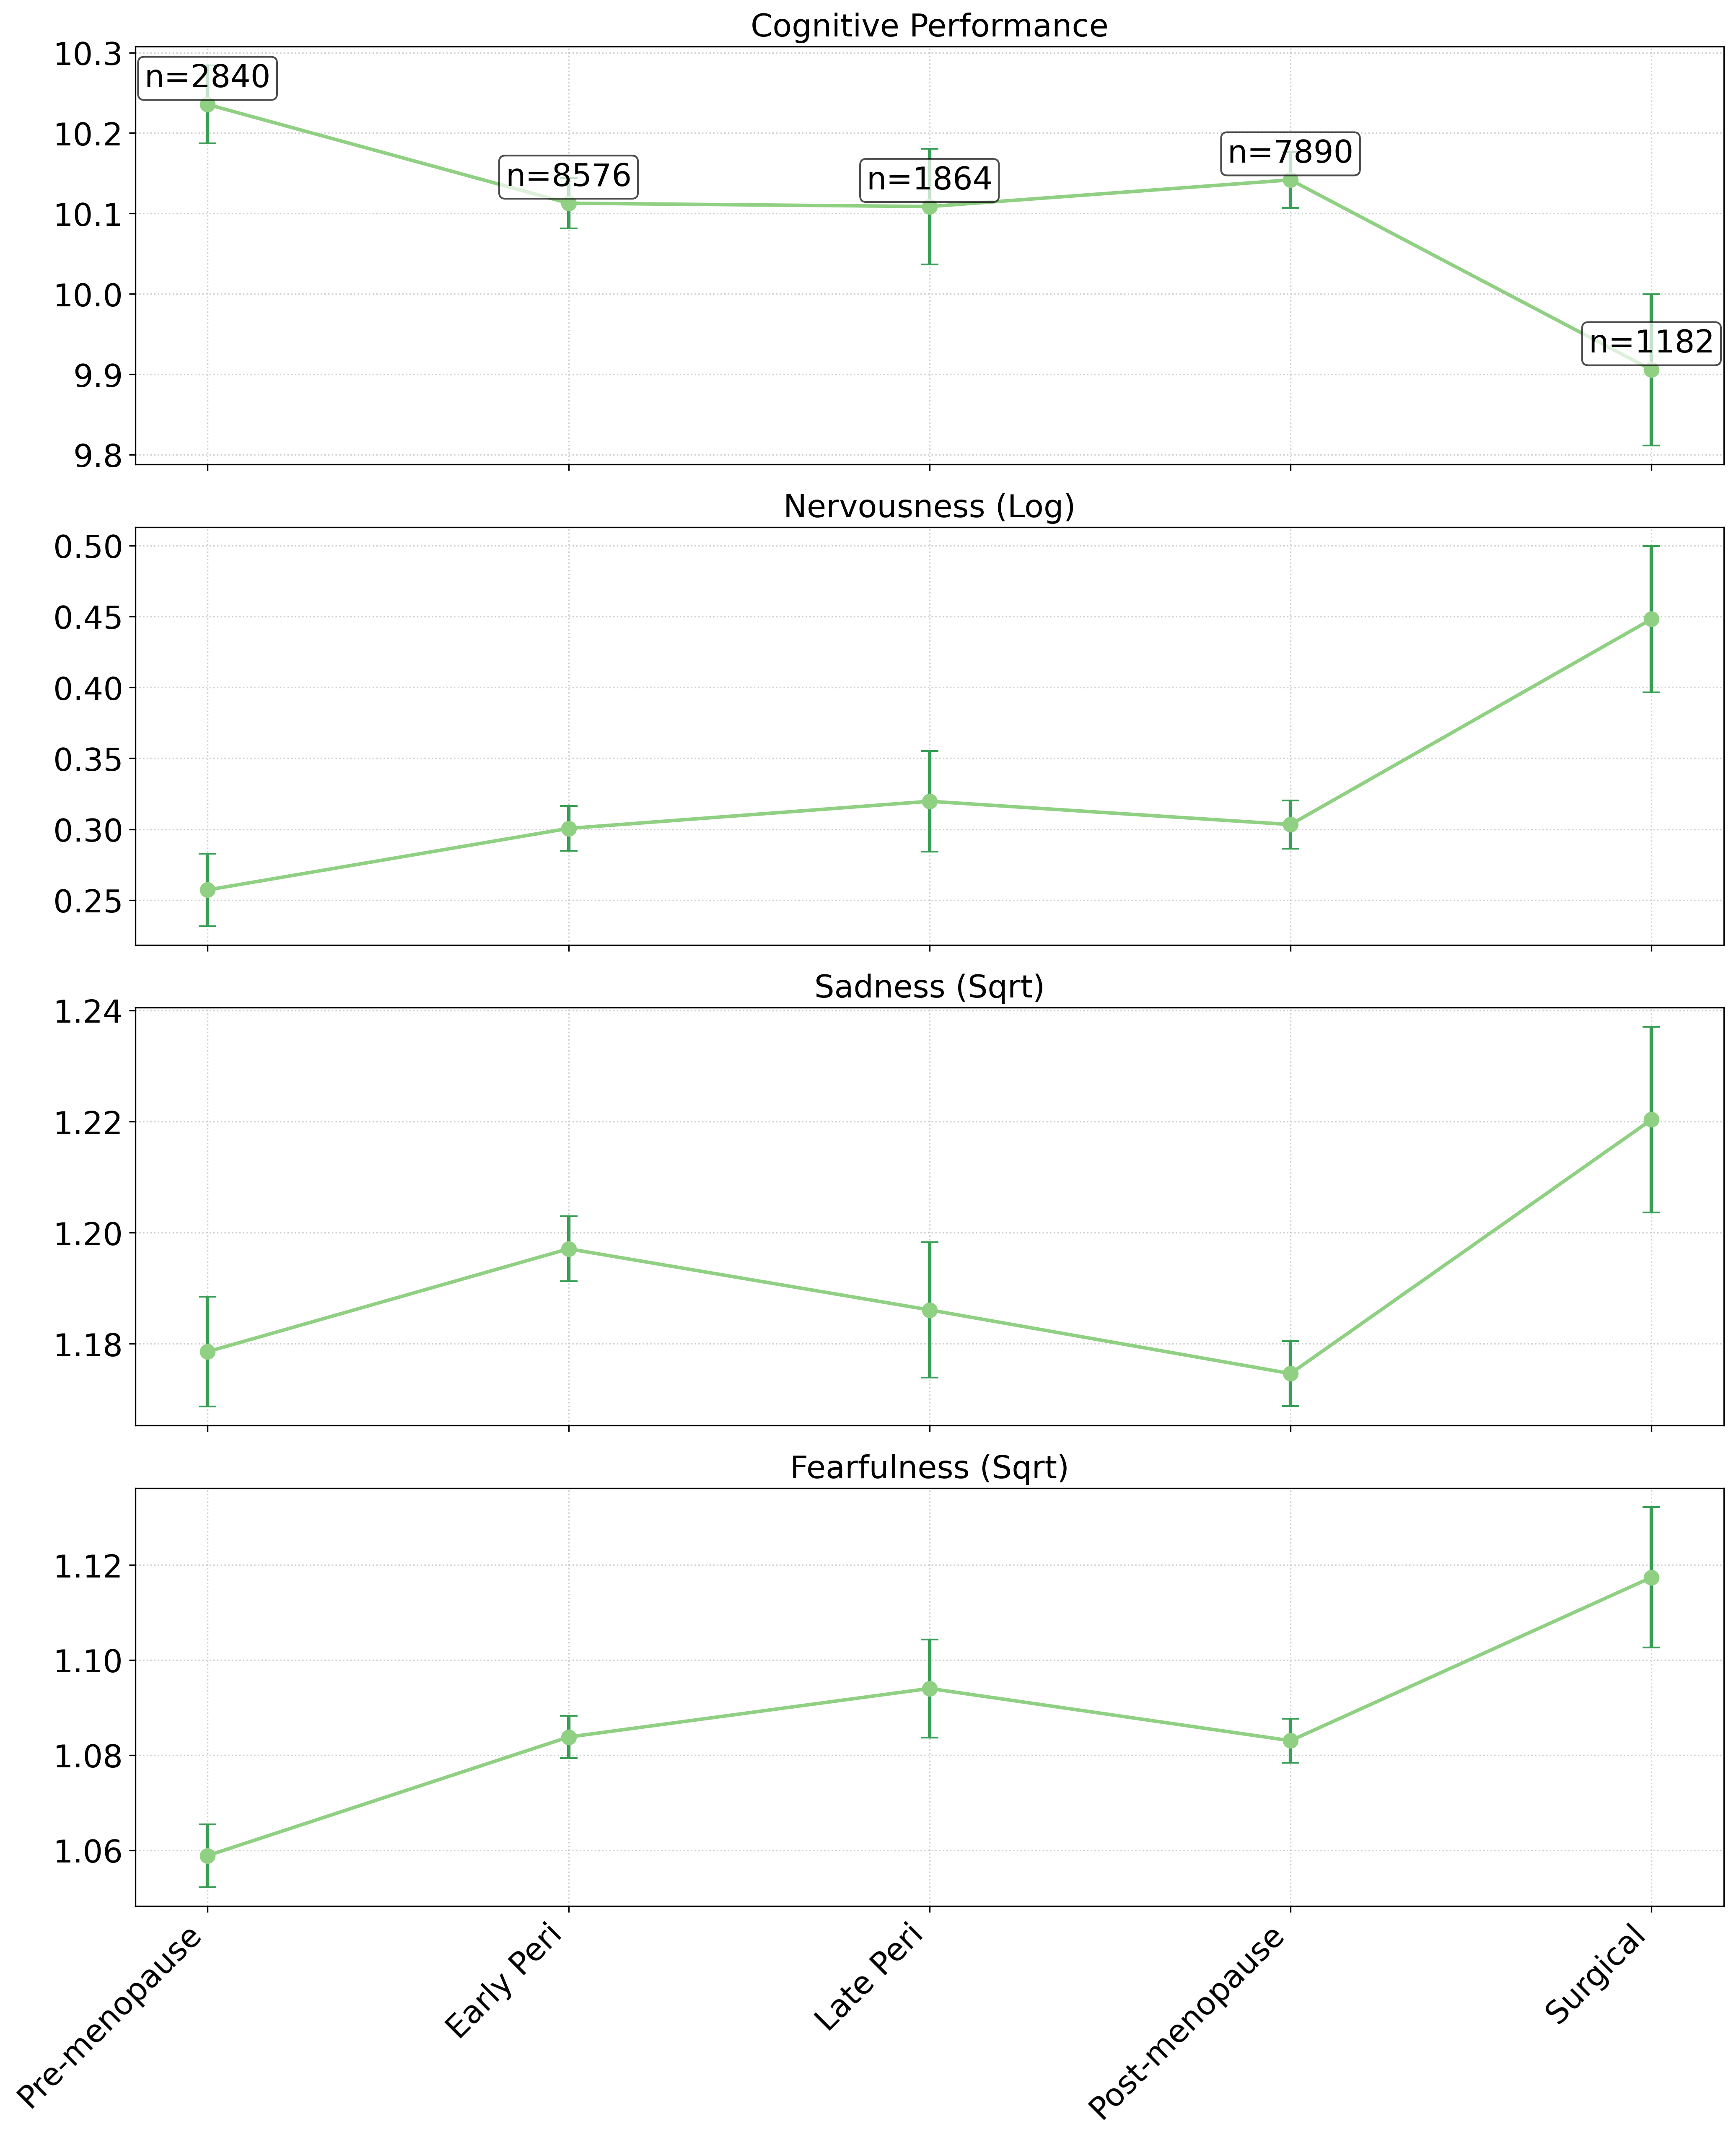 Cognitive Performance
10.3
10.2
10.1
10.0
9.9
9.8
n=2840
n=8576
n=1864
n=7890
n=1182
Nervousness (Log)
0.50
0.45
0.40
0.35
0.30
0.25
Sadness (Sqrt)
1.24
1.22
1.20
1.18
Fearfulness (Sqrt)
1.12
1.10
1.08
1.06
Pre-menopause
Early Peri
Late Peri
Post-menopause
Surgical